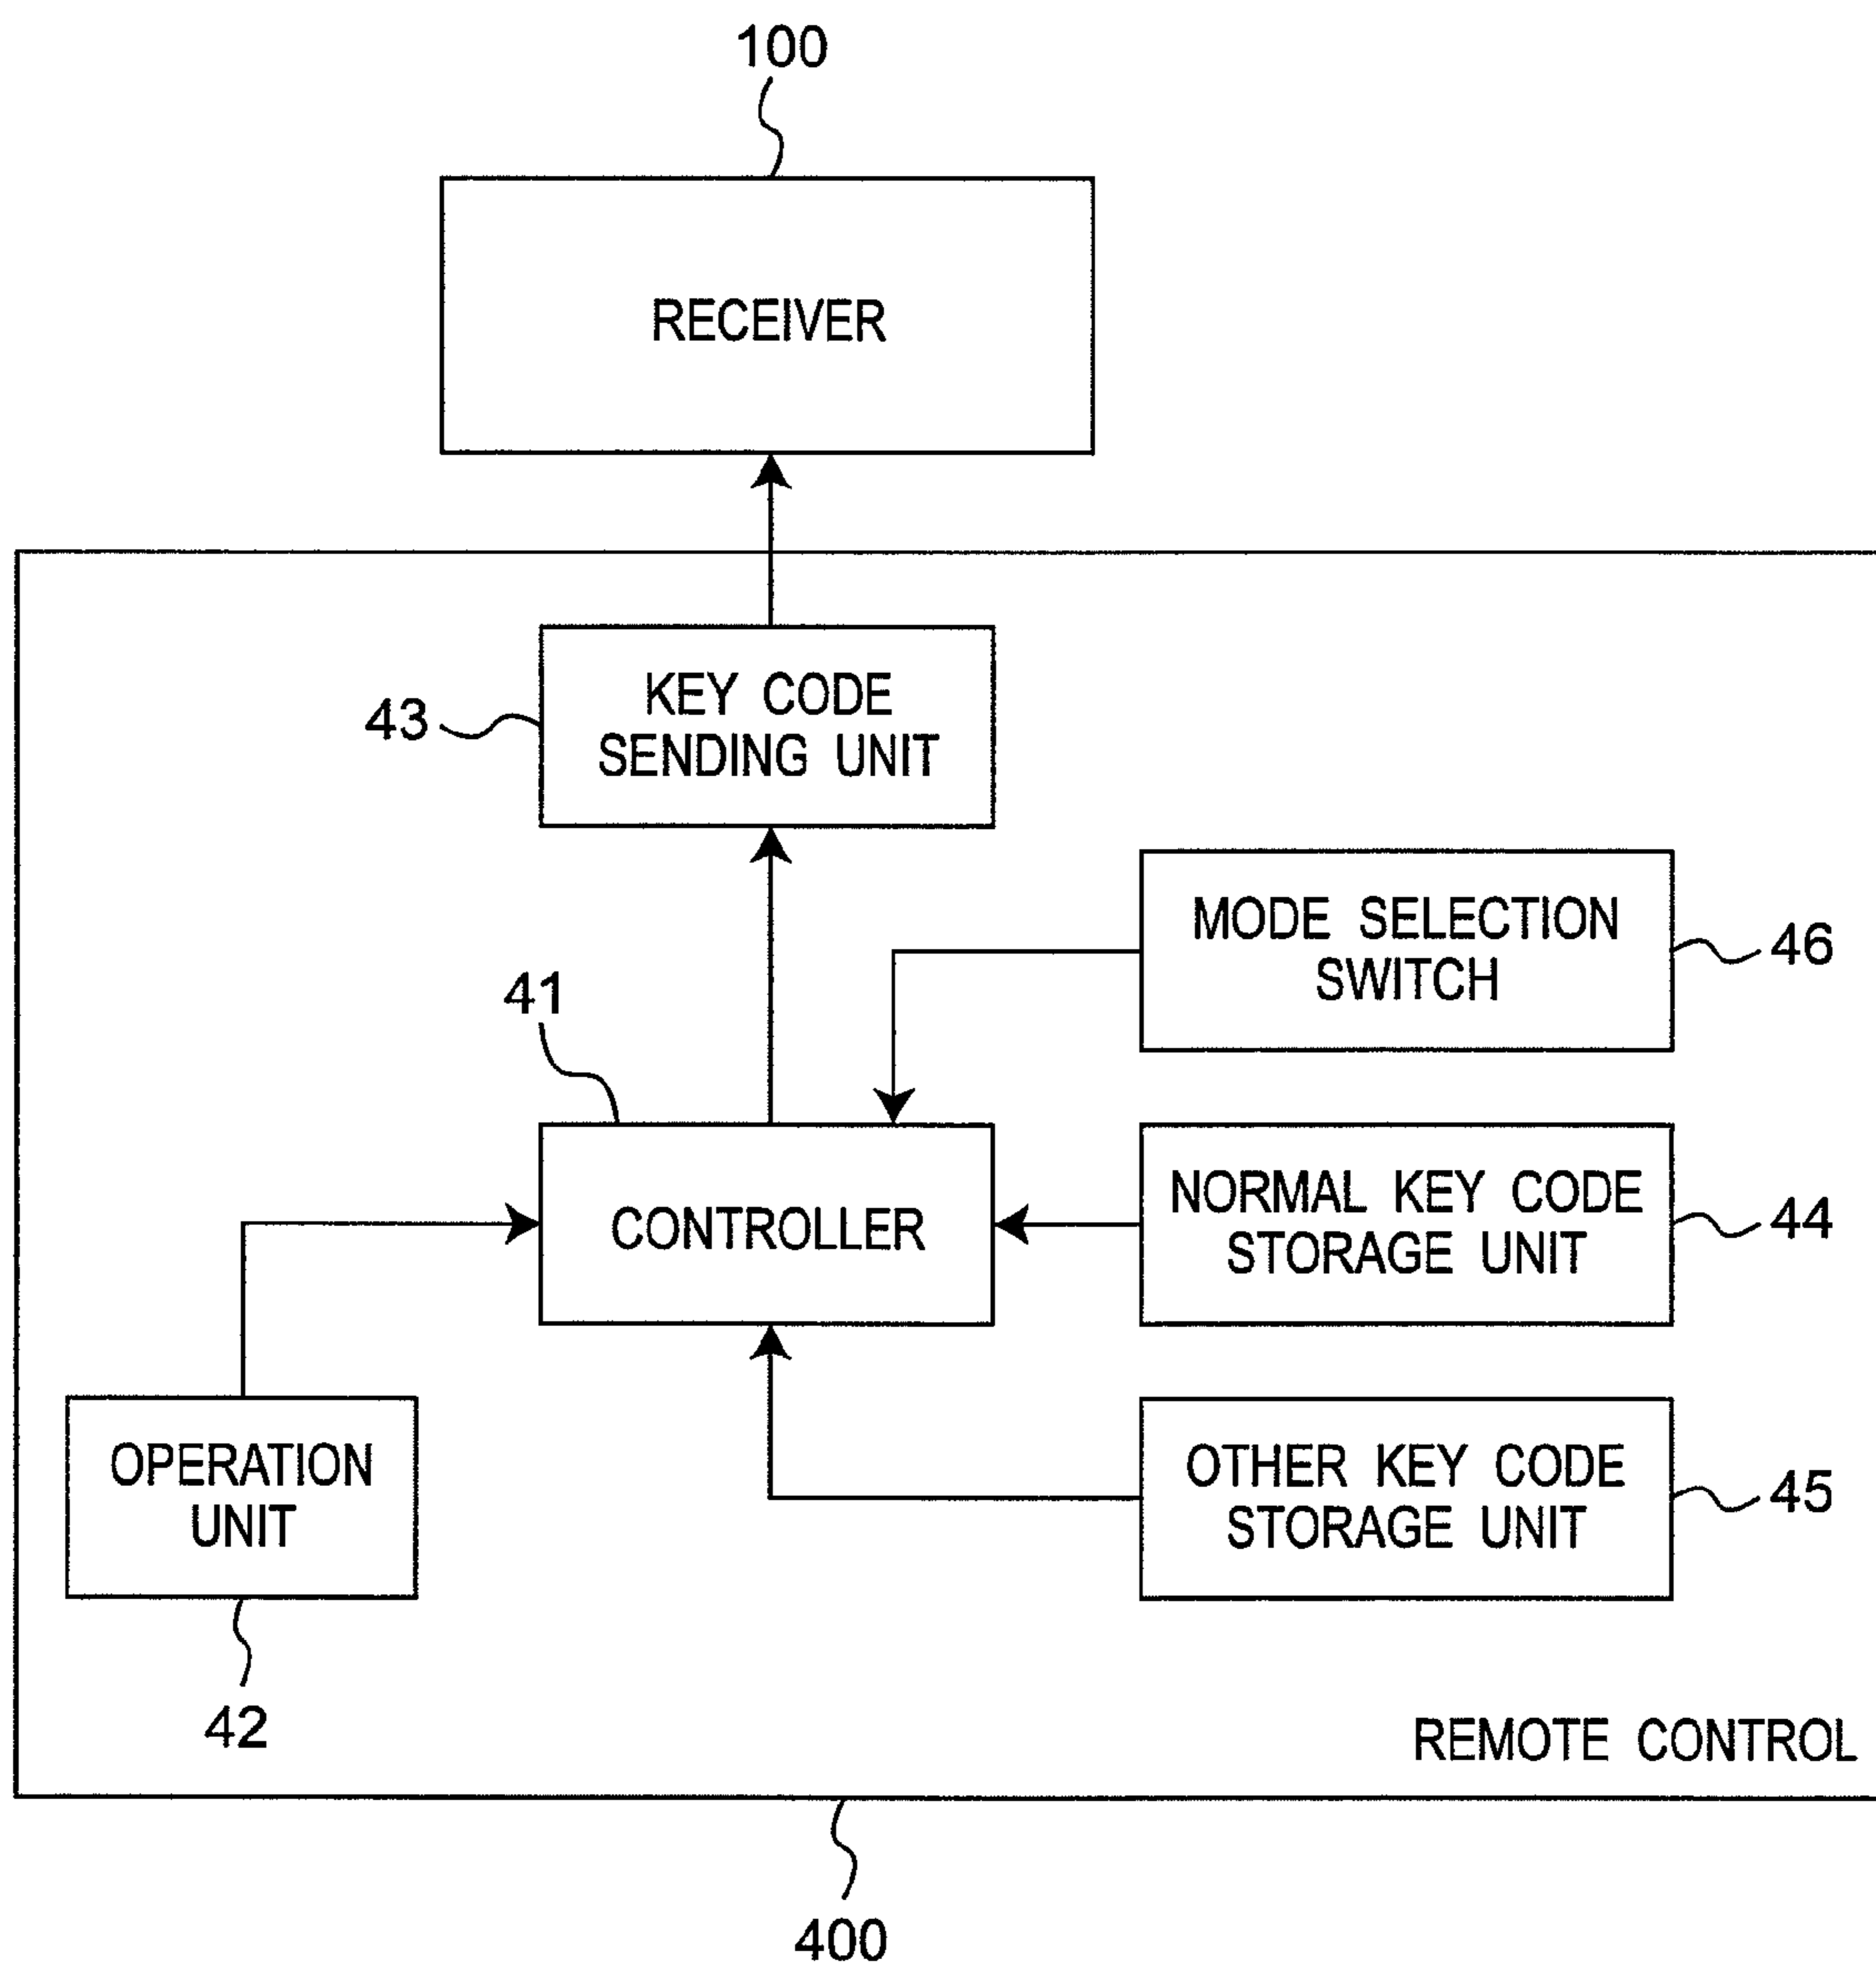 100
RECEIVER
43
KEY CODE
SENDING UNIT
MODE SELECTION
SWITCH
46
41
CONTROLLER
NORMAL KEY CODE
STORAGE UNIT
44
OPERATION
UNIT
OTHER KEY CODE
STORAGE UNIT
45
42
REMOTE CONTROL
400